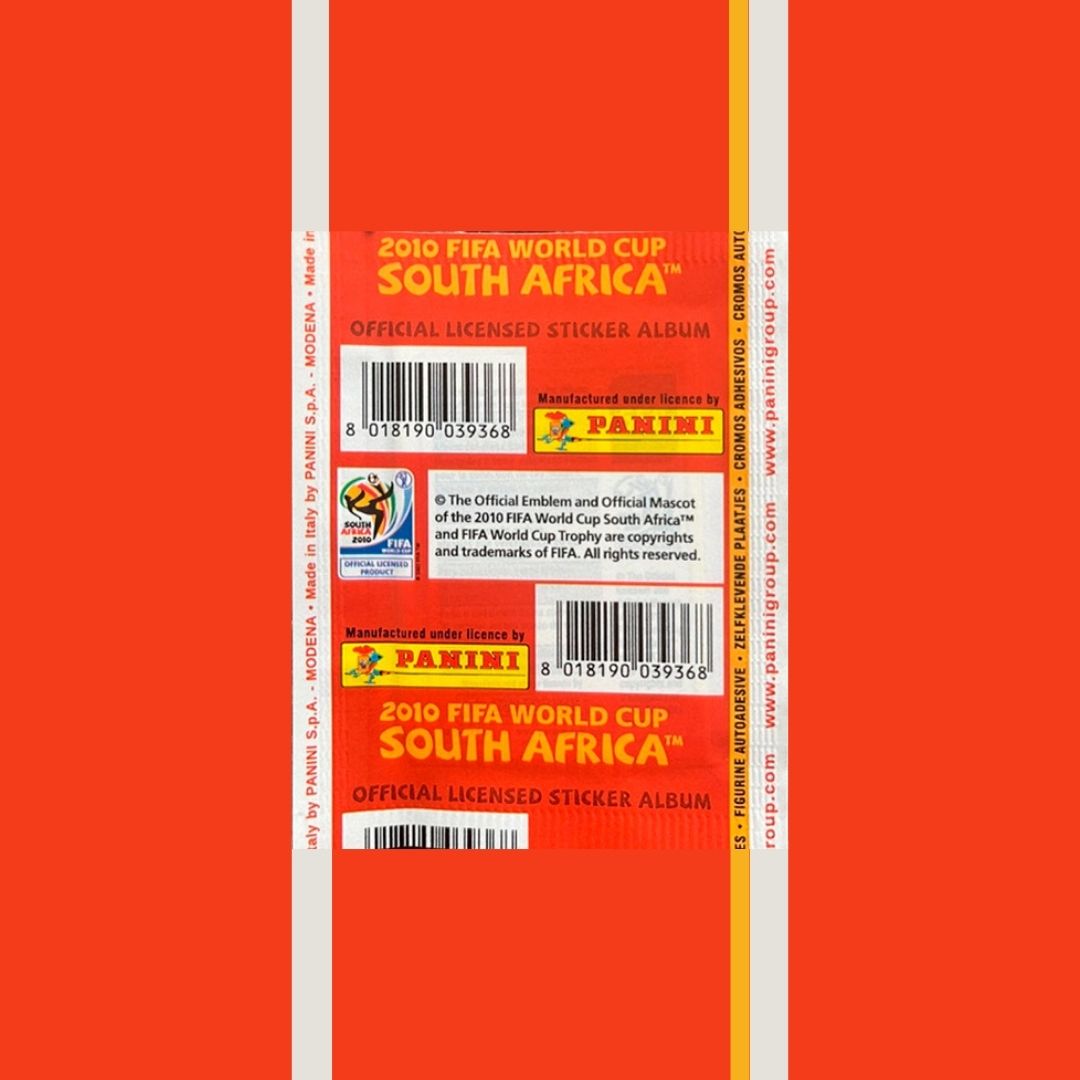 2010 FIFA WORLD CUP
SOUTH AFRICA™
OFFICIAL LICENSED STICKER ALBUM
8 018190 039368
Manufactured under licence by
PANINI
SOUTH
AFRICA
2010
FIFA
WORLD CUP
OFFICIAL LICENSED
PRODUCT
© The Official Emblem and Official Mascot
of the 2010 FIFA World Cup South Africa™
and FIFA World Cup Trophy are copyrights
and trademarks of FIFA. All rights reserved.
Manufactured under licence by
PANINI
8 018190 039368
2010 FIFA WORLD CUP
SOUTH AFRICA™
OFFICIAL LICENSED STICKER ALBUM
taly by PANINI S.p.A. - MODENA • Made in Italy by PANINI S.p.A. - MODENA • Made in
ES • FIGURINE AUTOADESIVE • ZELFKLEVENDE PLAATJES • CROMOS ADHESIVOS • CROMOS AUTO
roup.com www.paninigroup.com www.paninigroup.com